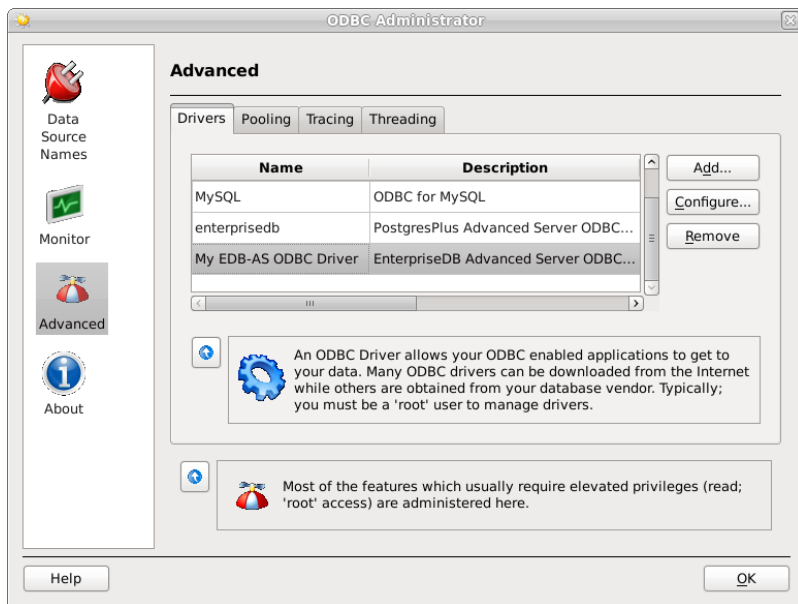 ODBC Administrator
Data
Source
Names
Monitor
Advanced
About
Advanced
Drivers Pooling Tracing Threading
Name Description
MySQL ODBC for MySQL
enterprisedb PostgresPlus Advanced Server ODBC...
My EDB-AS ODBC Driver EnterpriseDB Advanced Server ODBC...
Add...
Configure...
Remove
An ODBC Driver allows your ODBC enabled applications to get to
your data. Many ODBC drivers can be downloaded from the Internet
while others are obtained from your database vendor. Typically;
you must be a 'root' user to manage drivers.
Most of the features which usually require elevated privileges (read;
'root' access) are administered here.
Help
OK